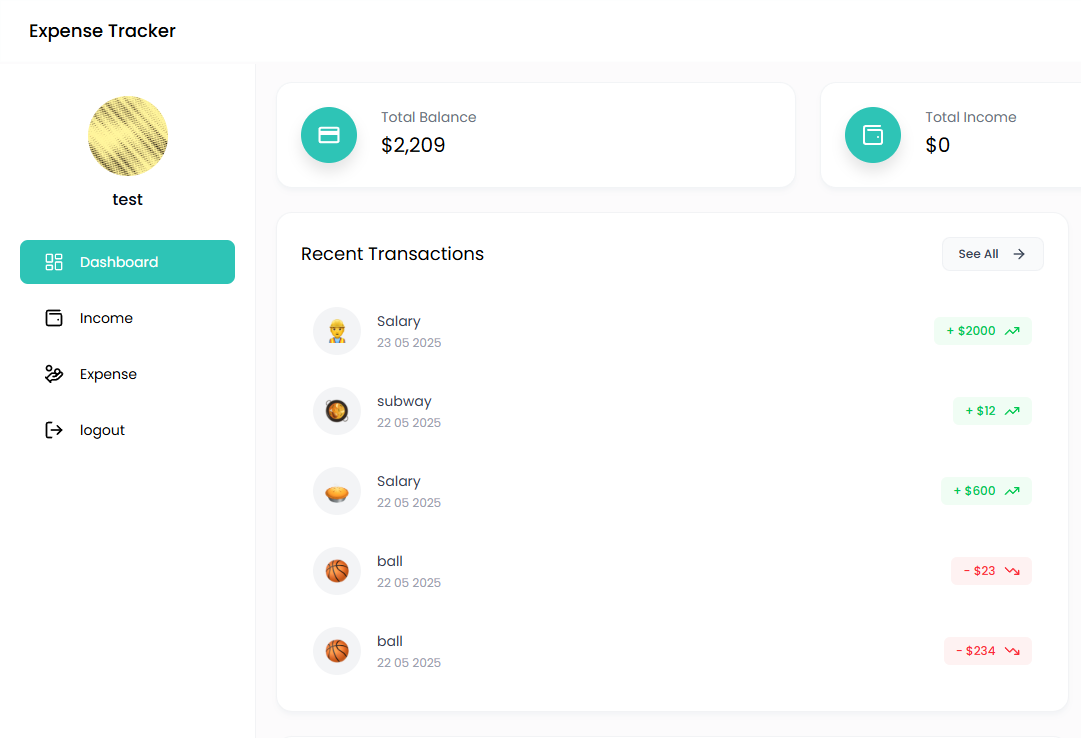 Expense Tracker
test
Dashboard
Income
Expense
logout
Total Balance
$2,209
Total Income
$0
Recent Transactions
See All
Salary
23 05 2025
+ $2000
subway
22 05 2025
+ $12
Salary
22 05 2025
+ $600
ball
22 05 2025
- $23
ball
22 05 2025
- $234